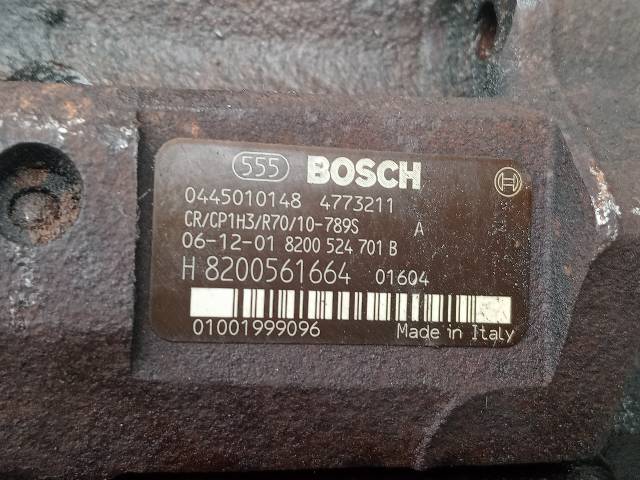 555 BOSCH
0445010148 4773211
CR/CP1H3/R70/10-789S A
06-12-01 8200 524 701 B
H 8200561664 01604
01001999096 Made in Italy